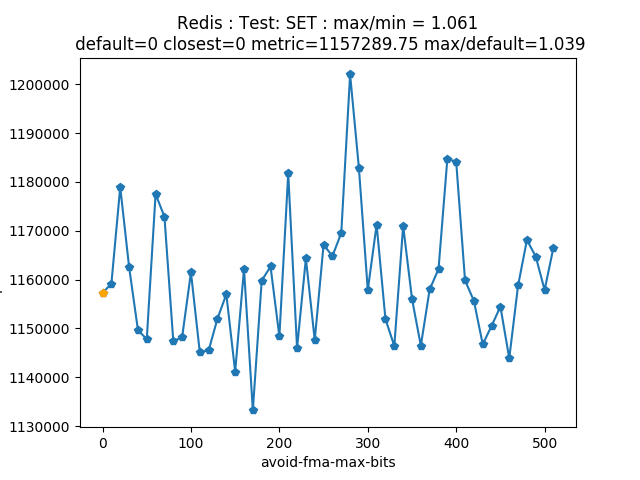 Redis : Test: SET : max/min = 1.061
default=0 closest=0 metric=1157289.75 max/default=1.039
1200000
1190000
1180000
1170000
1160000
1150000
1140000
1130000
0 100 200 300 400 500
avoid-fma-max-bits